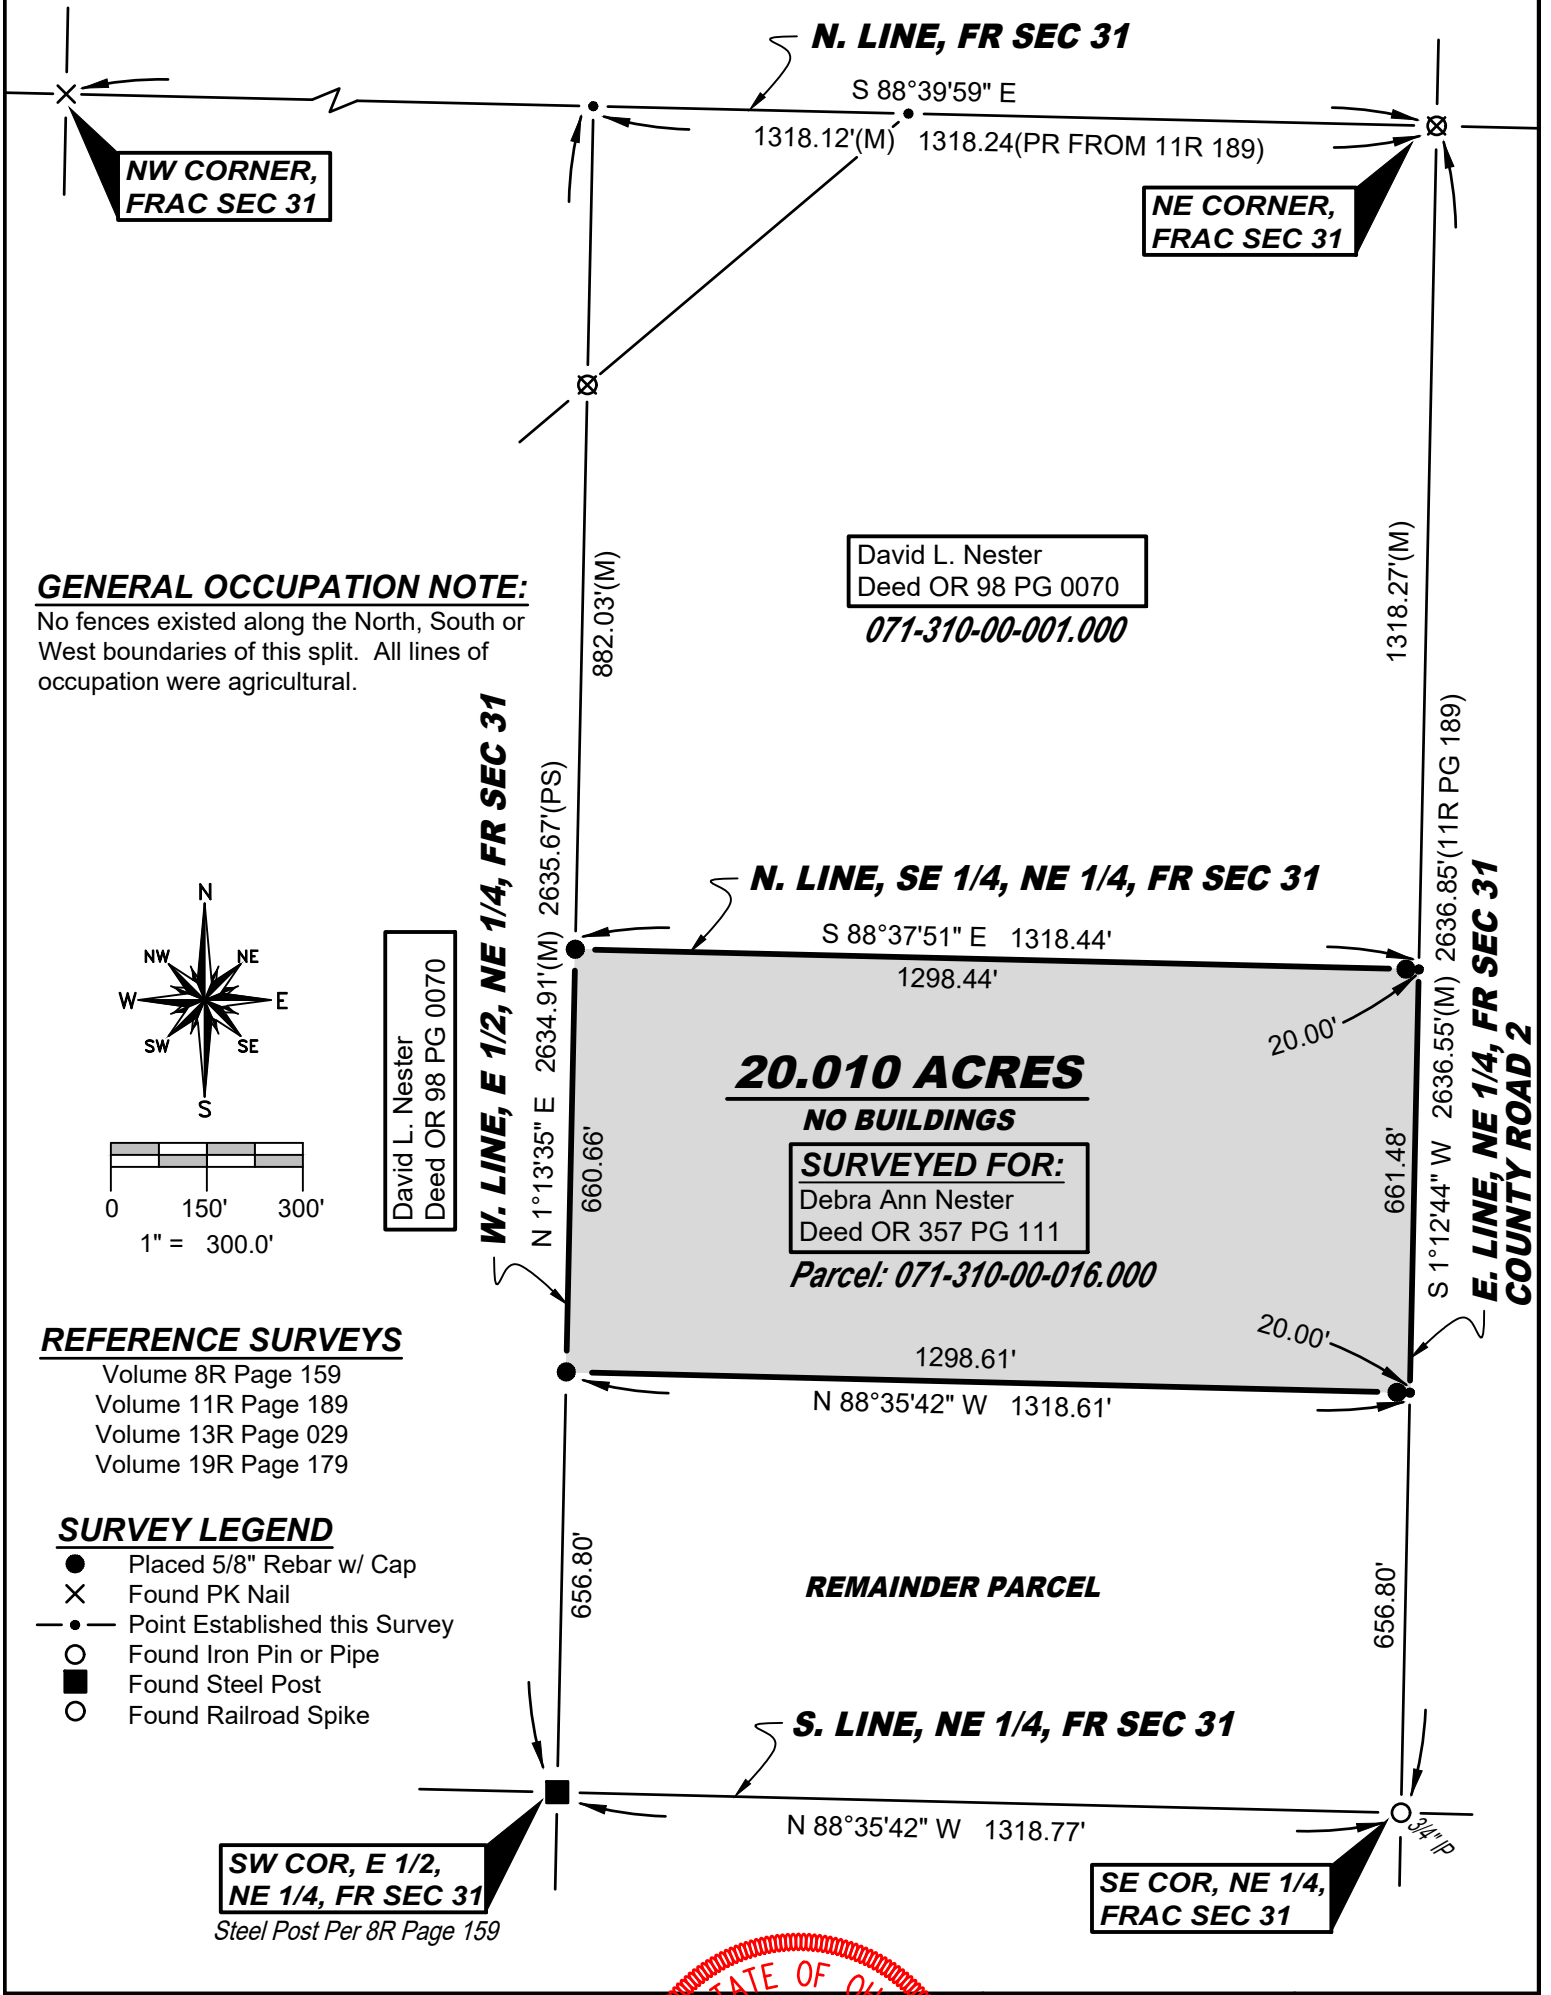 N. LINE, FR SEC 31
S 88°39'59" E
1318.12'(M) 1318.24(PR FROM 11R 189)
NW CORNER,
FRAC SEC 31
NE CORNER,
FRAC SEC 31
David L. Nester
Deed OR 98 PG 0070
071-310-00-001.000
882.03'(M)
1318.27'(M)
GENERAL OCCUPATION NOTE:
No fences existed along the North, South or
West boundaries of this split. All lines of
occupation were agricultural.
W. LINE, E 1/2, NE 1/4, FR SEC 31
N 1°13'35" E 2634.91'(M) 2635.67'(PS)
S 1°12'44" W 2636.55'(M) 2636.85'(11R PG 189)
E. LINE, NE 1/4, FR SEC 31
COUNTY ROAD 2
N. LINE, SE 1/4, NE 1/4, FR SEC 31
S 88°37'51" E 1318.44'
1298.44'
20.00'
N
NW
NE
W
E
SW
SE
S
David L. Nester
Deed OR 98 PG 0070
20.010 ACRES
NO BUILDINGS
SURVEYED FOR:
Debra Ann Nester
Deed OR 357 PG 111
Parcel: 071-310-00-016.000
660.66'
661.48'
0 150' 300'
1" = 300.0'
20.00'
1298.61'
N 88°35'42" W 1318.61'
REFERENCE SURVEYS
Volume 8R Page 159
Volume 11R Page 189
Volume 13R Page 029
Volume 19R Page 179
SURVEY LEGEND
Placed 5/8" Rebar w/ Cap
Found PK Nail
Point Established this Survey
Found Iron Pin or Pipe
Found Steel Post
Found Railroad Spike
656.80'
REMAINDER PARCEL
656.80'
S. LINE, NE 1/4, FR SEC 31
N 88°35'42" W 1318.77'
3/4" IP
SW COR, E 1/2,
NE 1/4, FR SEC 31
Steel Post Per 8R Page 159
SE COR, NE 1/4,
FRAC SEC 31
OF